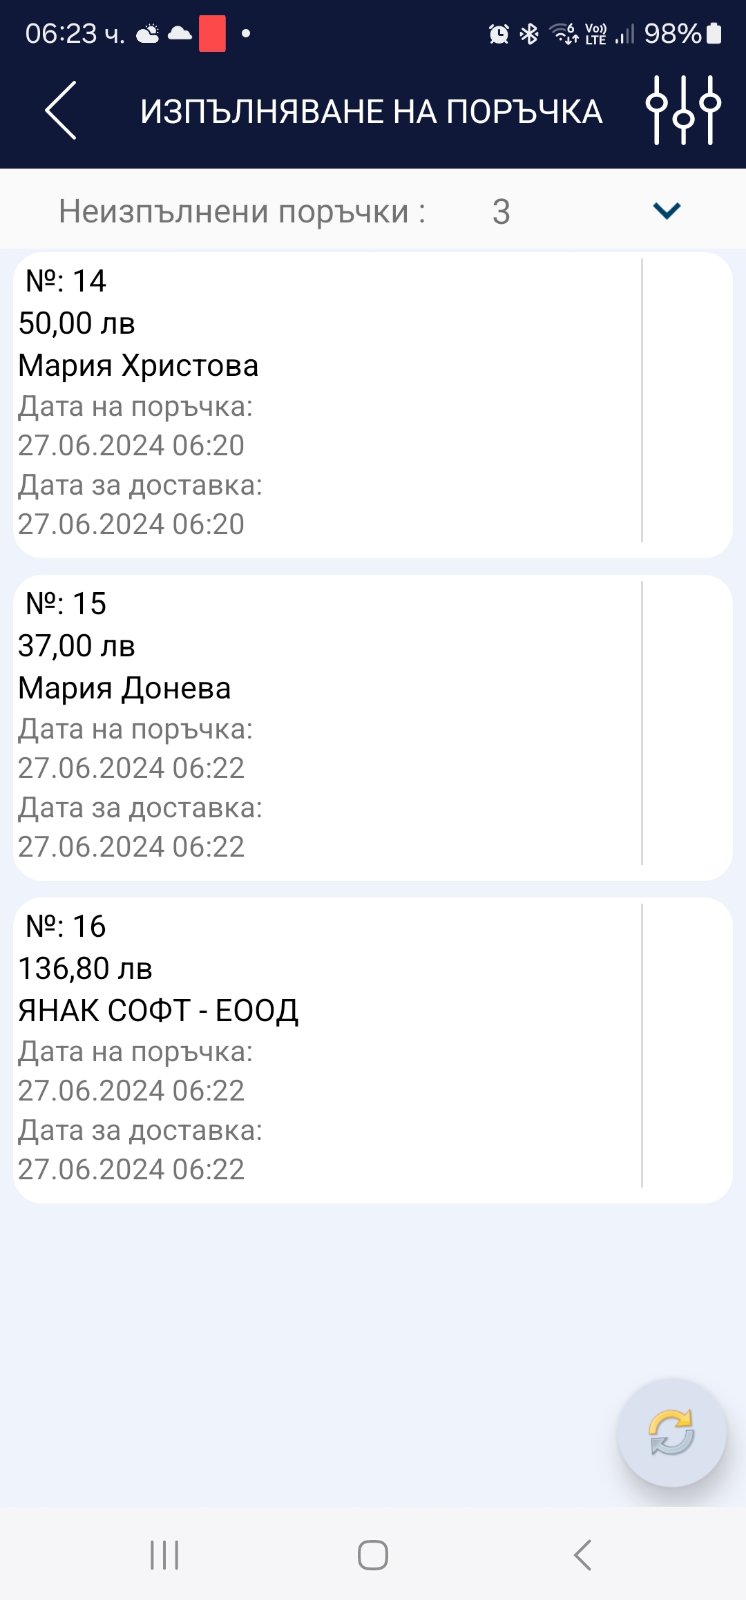 06:23 ч.
6 Vo)) LTE 98%
ИЗПЪЛНЯВАНЕ НА ПОРЪЧКА
Неизпълнени поръчки : 3
№: 14
50,00 лв
Мария Христова
Дата на поръчка:
27.06.2024 06:20
Дата за доставка:
27.06.2024 06:20
№: 15
37,00 лв
Мария Донева
Дата на поръчка:
27.06.2024 06:22
Дата за доставка:
27.06.2024 06:22
№: 16
136,80 лв
ЯНАК СОФТ - ЕООД
Дата на поръчка:
27.06.2024 06:22
Дата за доставка:
27.06.2024 06:22